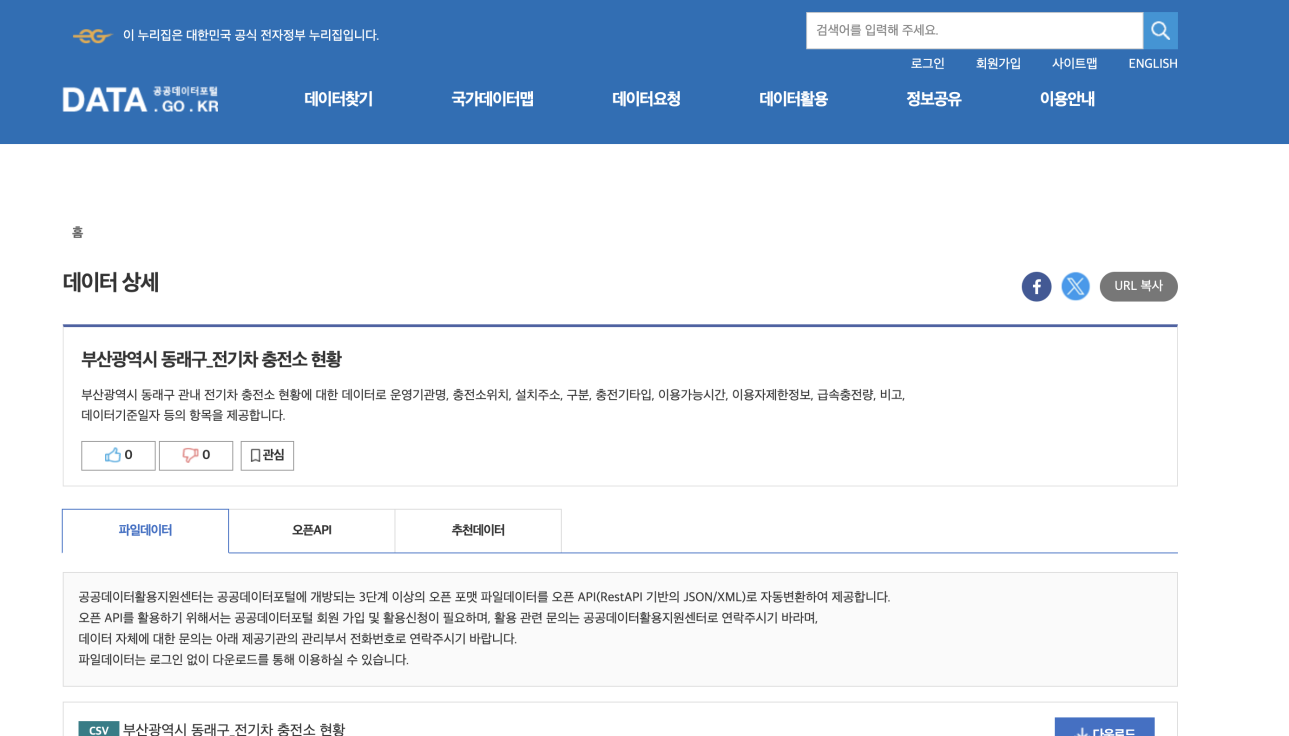 이 누리집은 대한민국 공식 전자정부 누리집입니다.
검색어를 입력해 주세요.
로그인 회원가입 사이트맵 ENGLISH
DATA 공공데이터포털 .GO.KR
데이터찾기 국가데이터맵 데이터요청 데이터활용 정보공유 이용안내
홈
데이터 상세
URL 복사
부산광역시 동래구_전기차 충전소 현황
부산광역시 동래구 관내 전기차 충전소 현황에 대한 데이터로 운영기관명, 충전소위치, 설치주소, 구분, 충전기타입, 이용가능시간, 이용자제한정보, 급속충전량, 비고,
데이터기준일자 등의 항목을 제공합니다.
0 0 관심
파일데이터 오픈API 추천데이터
공공데이터활용지원센터는 공공데이터포털에 개방되는 3단계 이상의 오픈 포맷 파일데이터를 오픈 API(RestAPI 기반의 JSON/XML)로 자동변환하여 제공합니다.
오픈 API를 활용하기 위해서는 공공데이터포털 회원 가입 및 활용신청이 필요하며, 활용 관련 문의는 공공데이터활용지원센터로 연락주시기 바라며,
데이터 자체에 대한 문의는 아래 제공기관의 관리부서 전화번호로 연락주시기 바랍니다.
파일데이터는 로그인 없이 다운로드를 통해 이용하실 수 있습니다.
CSV 부산광역시 동래구_전기차 충전소 현황
다운로드